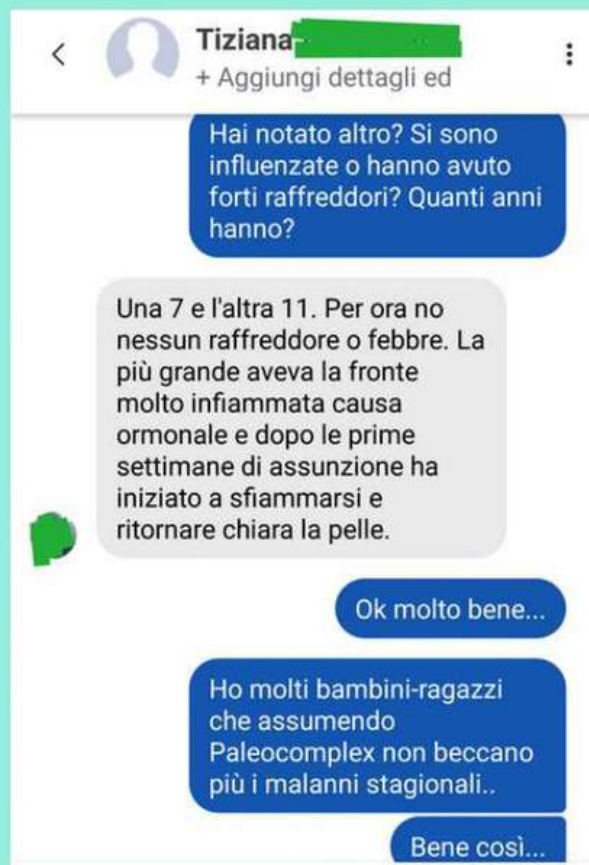 Tiziana
+ Aggiungi dettagli ed
Hai notato altro? Si sono
influenzate o hanno avuto
forti raffreddori? Quanti anni
hanno?
Una 7 e l'altra 11. Per ora no
nessun raffreddore o febbre. La
più grande aveva la fronte
molto infiammata causa
ormonale e dopo le prime
settimane di assunzione ha
iniziato a sfiammarsi e
ritornare chiara la pelle.
Ok molto bene...
Ho molti bambini-ragazzi
che assumendo
Paleocomplex non beccano
più i malanni stagionali..
Bene così...